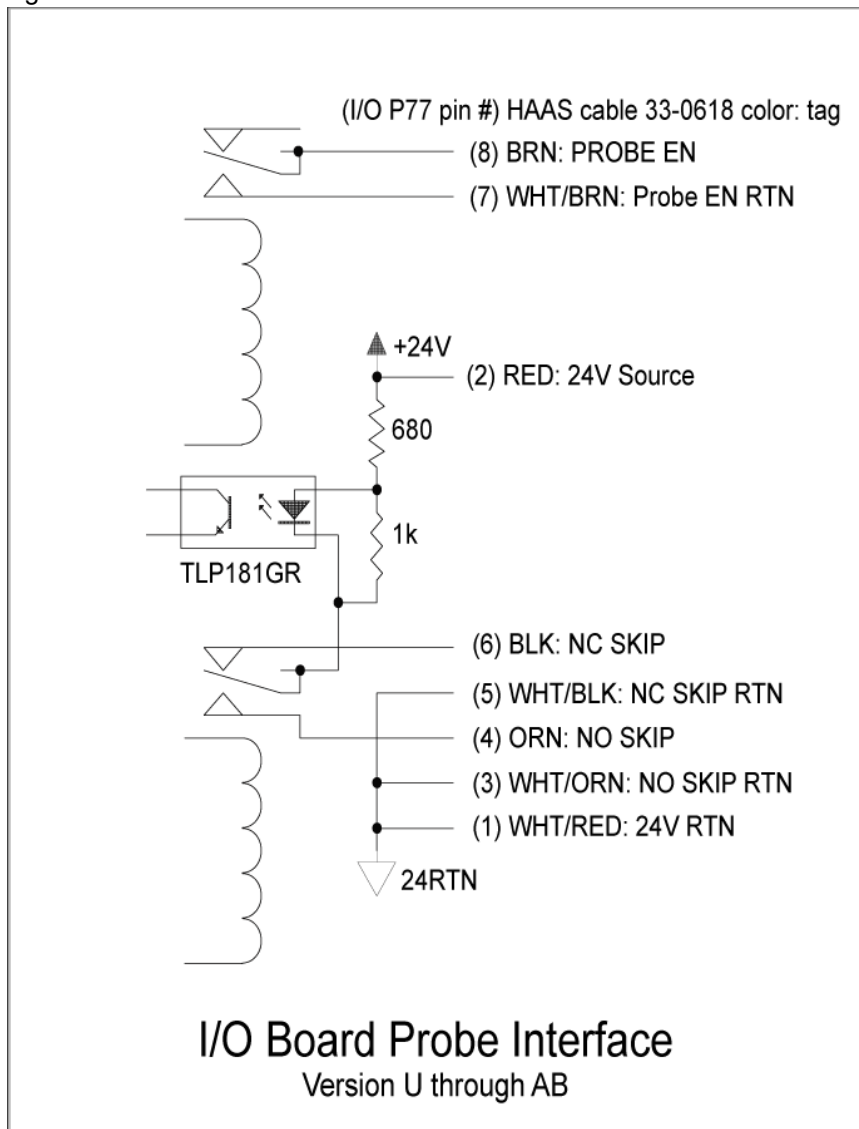 (I/O P77 pin #) HAAS cable 33-0618 color: tag
(8) BRN: PROBE EN
(7) WHT/BRN: Probe EN RTN
+24V
(2) RED: 24V Source
680
1k
TLP181GR
(6) BLK: NC SKIP
(5) WHT/BLK: NC SKIP RTN
(4) ORN: NO SKIP
(3) WHT/ORN: NO SKIP RTN
(1) WHT/RED: 24V RTN
24RTN
I/O Board Probe Interface
Version U through AB